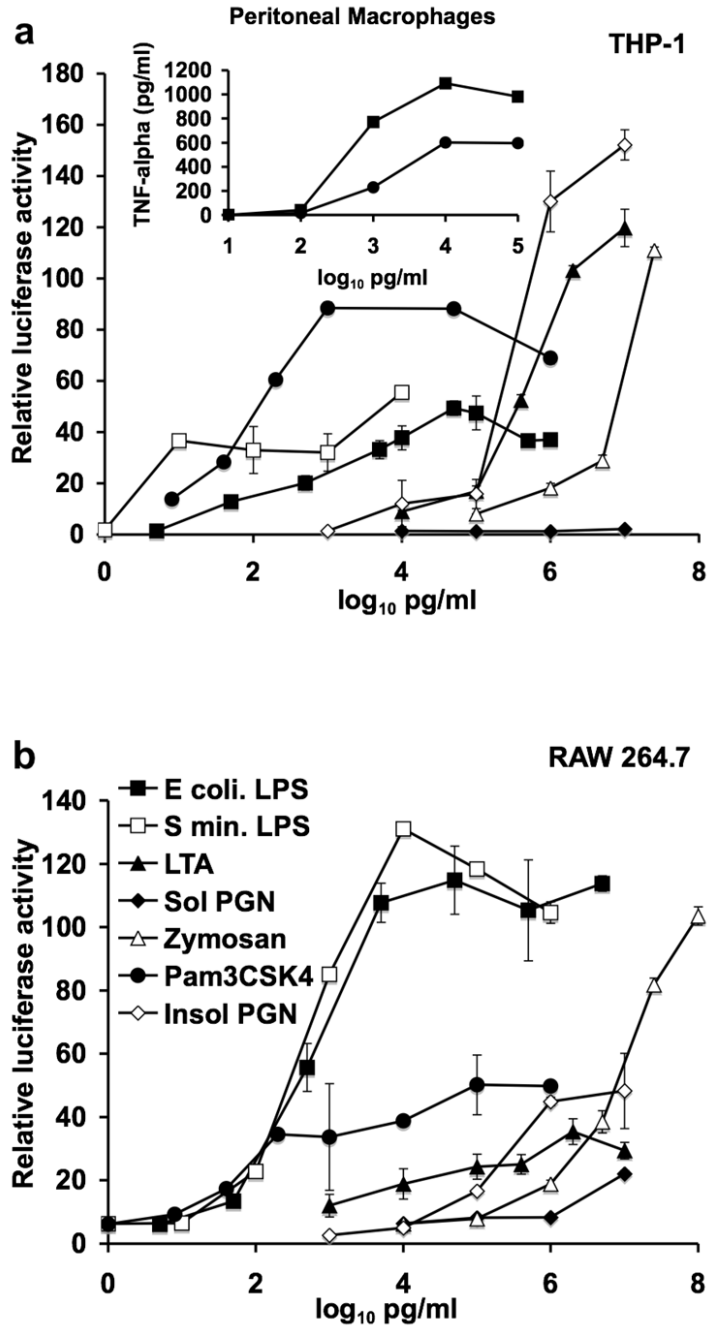 a
Peritoneal Macrophages
THP-1
Relative luciferase activity
180
160
140
120
100
80
60
40
20
0
0 2 4 6 8
log10 pg/ml
TNF-alpha (pg/ml)
1200
1000
800
600
400
200
0
1 2 3 4 5
log10 pg/ml
b
RAW 264.7
E coli. LPS
S min. LPS
LTA
Sol PGN
Zymosan
Pam3CSK4
Insol PGN
Relative luciferase activity
140
120
100
80
60
40
20
0
0 2 4 6 8
log10 pg/ml